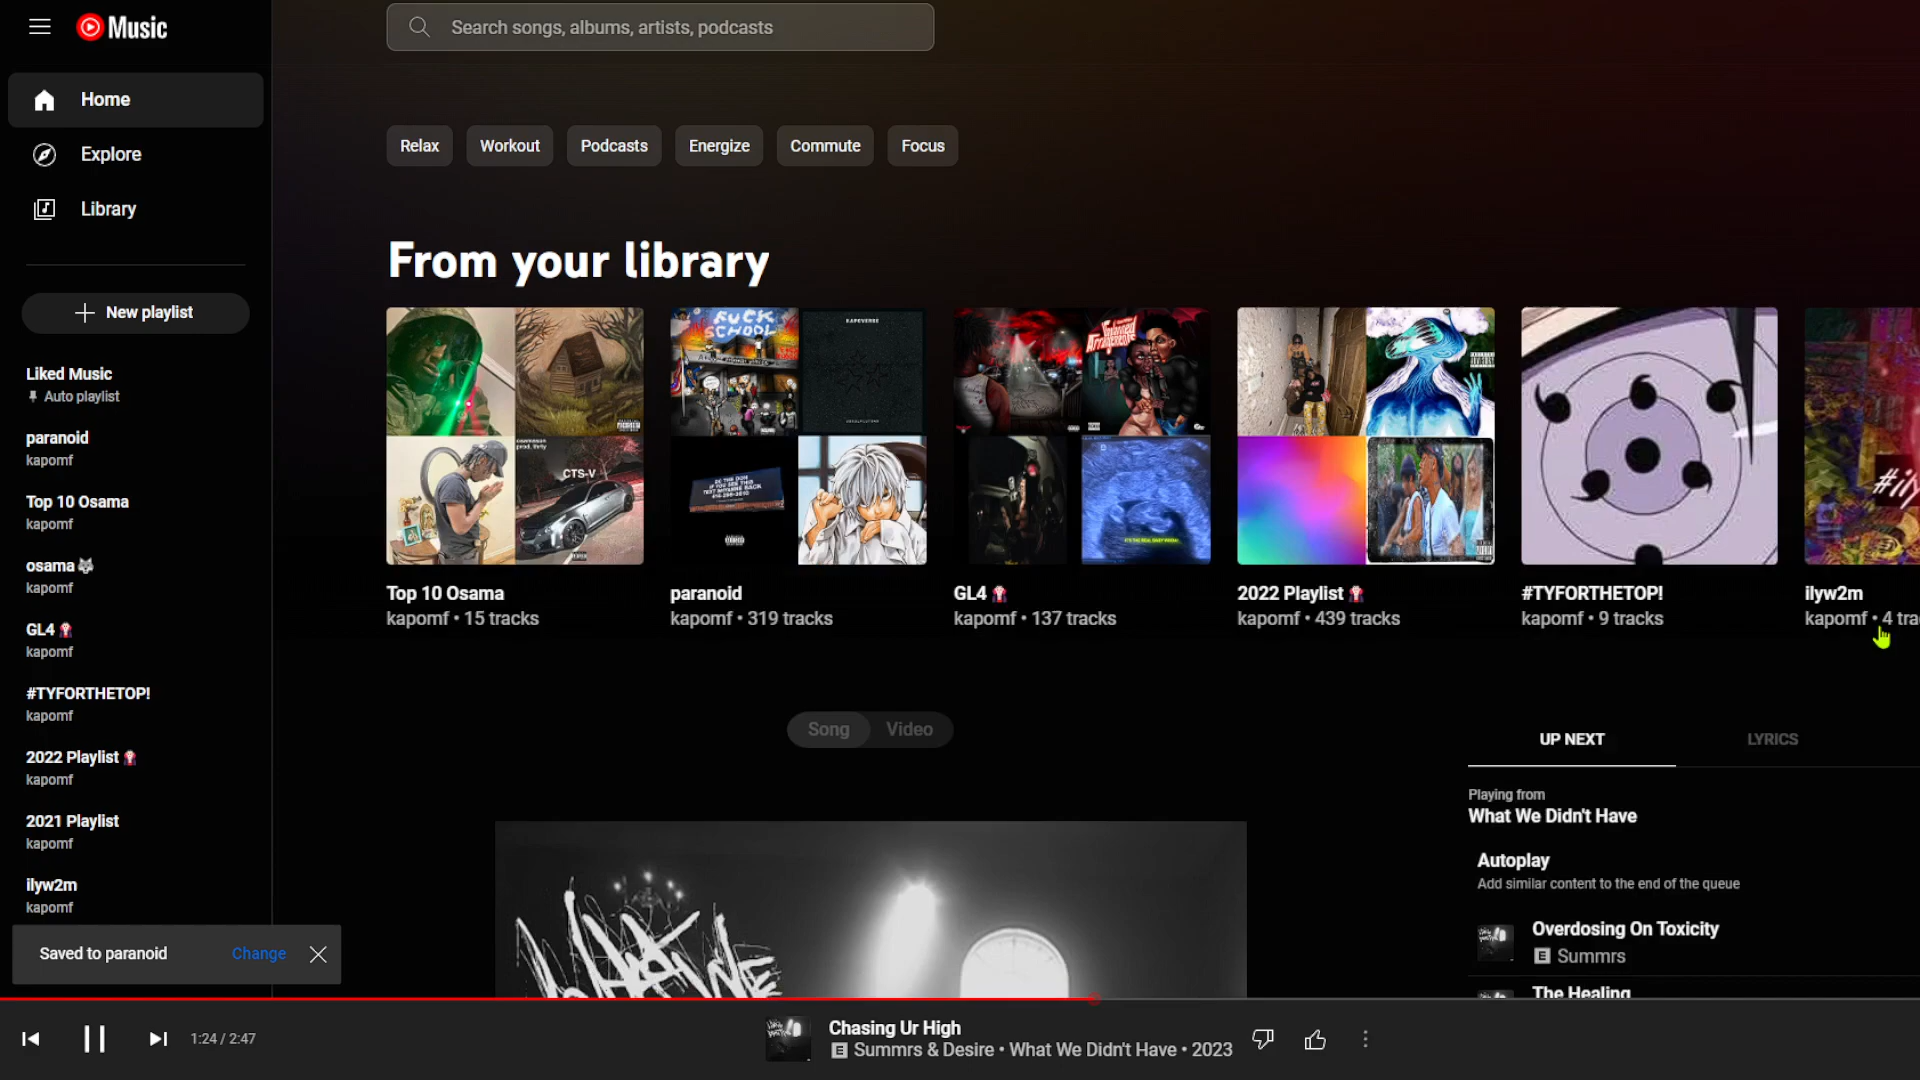 Music
Search songs, albums, artists, podcasts
Home
Explore
Library
New playlist
Liked Music
Auto playlist
paranoid
kapomf
Top 10 Osama
kapomf
osama🐺
kapomf
GL4
kapomf
#TYFORTHETOP!
kapomf
2022 Playlist
kapomf
2021 Playlist
kapomf
ilyw2m
kapomf
Saved to paranoid Change
Relax Workout Podcasts Energize Commute Focus
From your library
FUCK
SCHOOL
CTS-V
Top 10 Osama
kapomf • 15 tracks
paranoid
kapomf • 319 tracks
GL4
kapomf • 137 tracks
2022 Playlist
kapomf • 439 tracks
#TYFORTHETOP!
kapomf • 9 tracks
#ily
ilyw2m
kapomf • 4 tra
Song Video
UP NEXT LYRICS
Playing from
What We Didn't Have
Autoplay
Add similar content to the end of the queue
Overdosing On Toxicity
E Summrs
The Healing
1:24 / 2:47
Chasing Ur High
E Summrs & Desire • What We Didn't Have • 2023